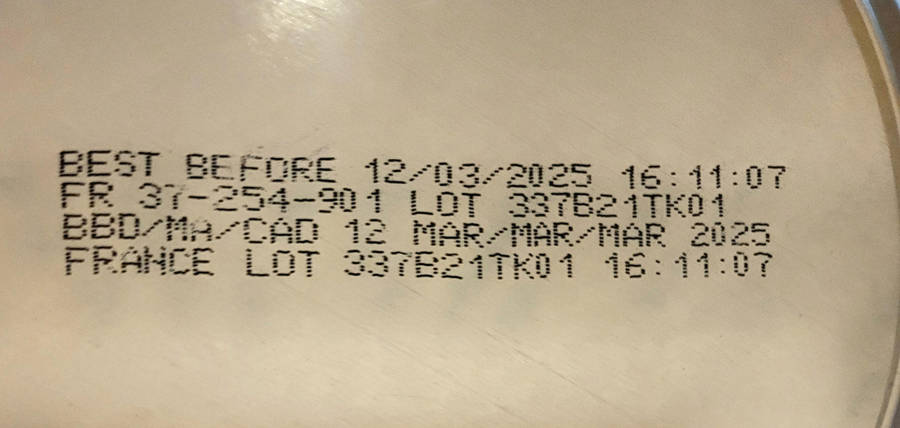 BEST BEFORE 12/03/2025 16:11:07
FR 37-254-901 LOT 337B21TK01
BBD/MA/CAD 12 MAR/MAR/MAR 2025
FRANCE LOT 337B21TK01 16:11:07